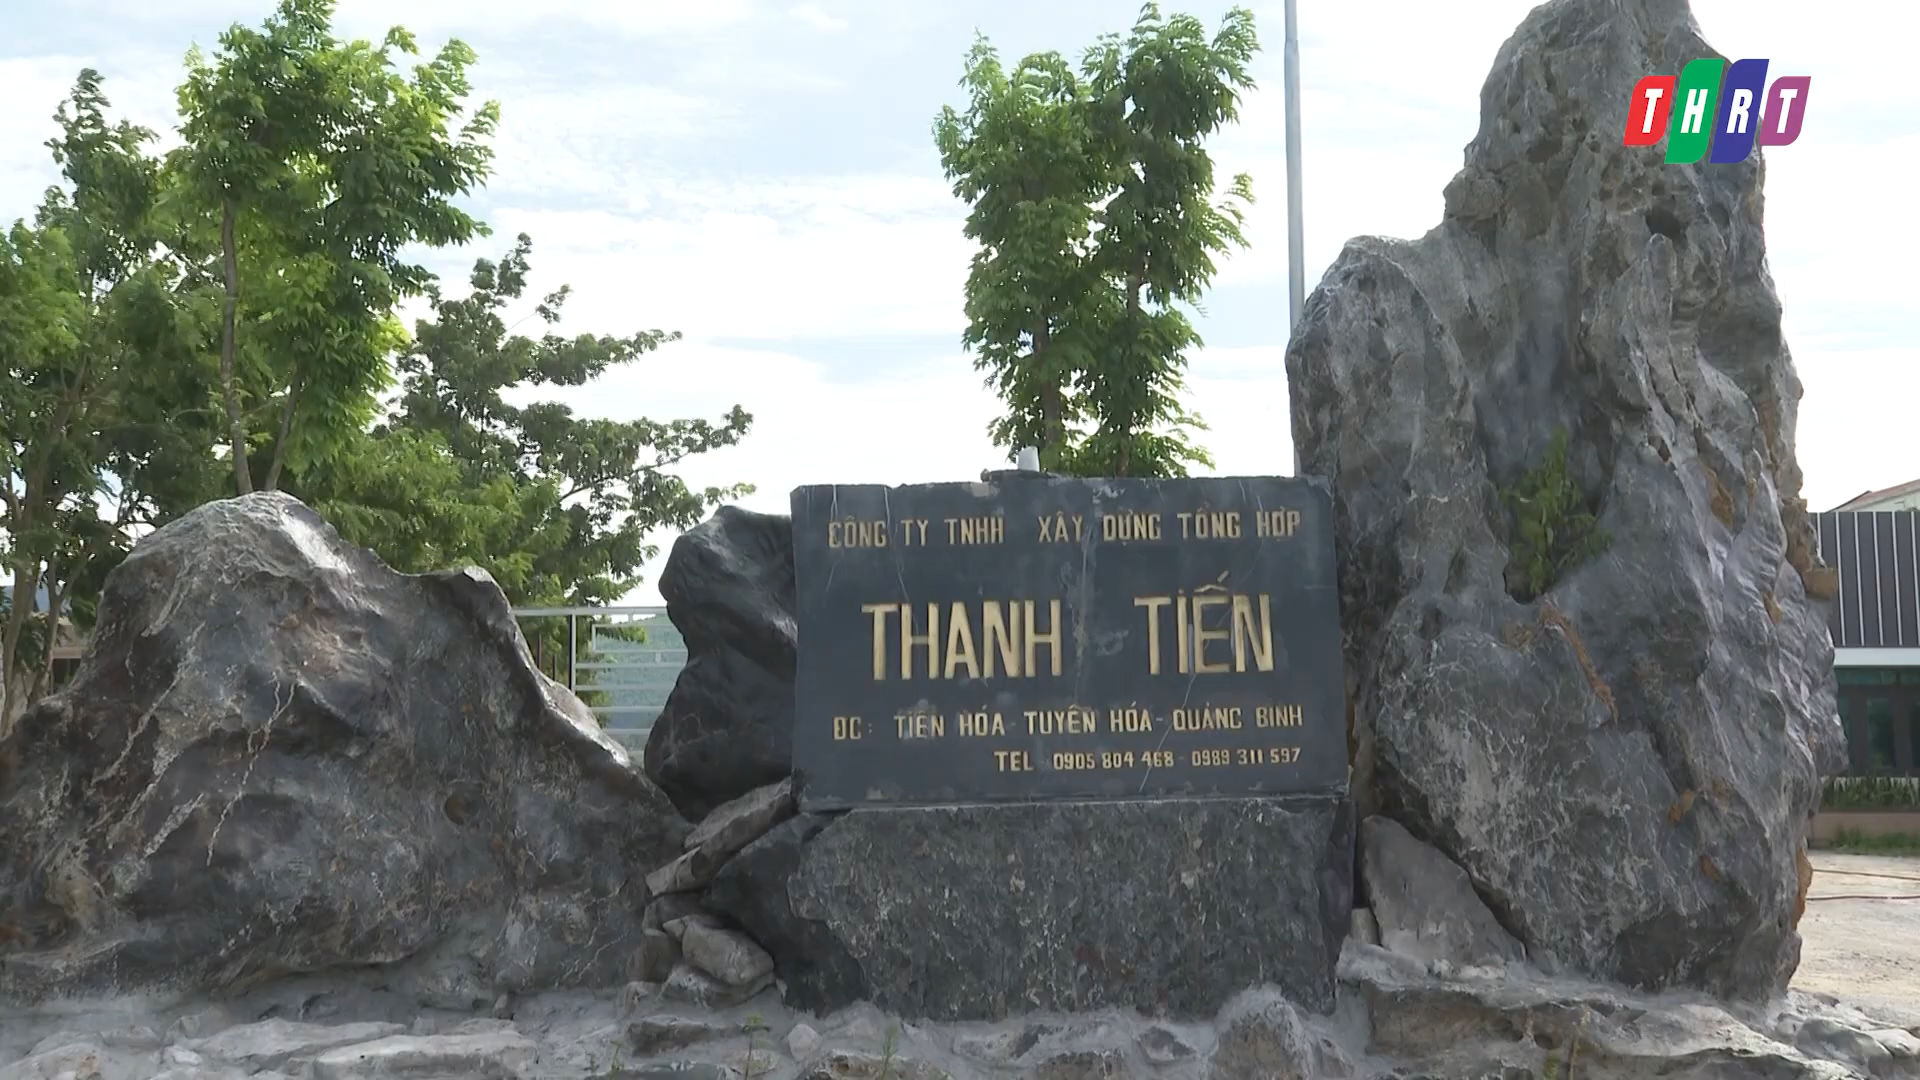 THRT
CÔNG TY TNHH XÂY DỰNG TỔNG HỢP
THANH TIẾN
ĐC: TIẾN HÓA - TUYÊN HÓA - QUẢNG BÌNH
TEL 0905 804 468 - 0989 311 597